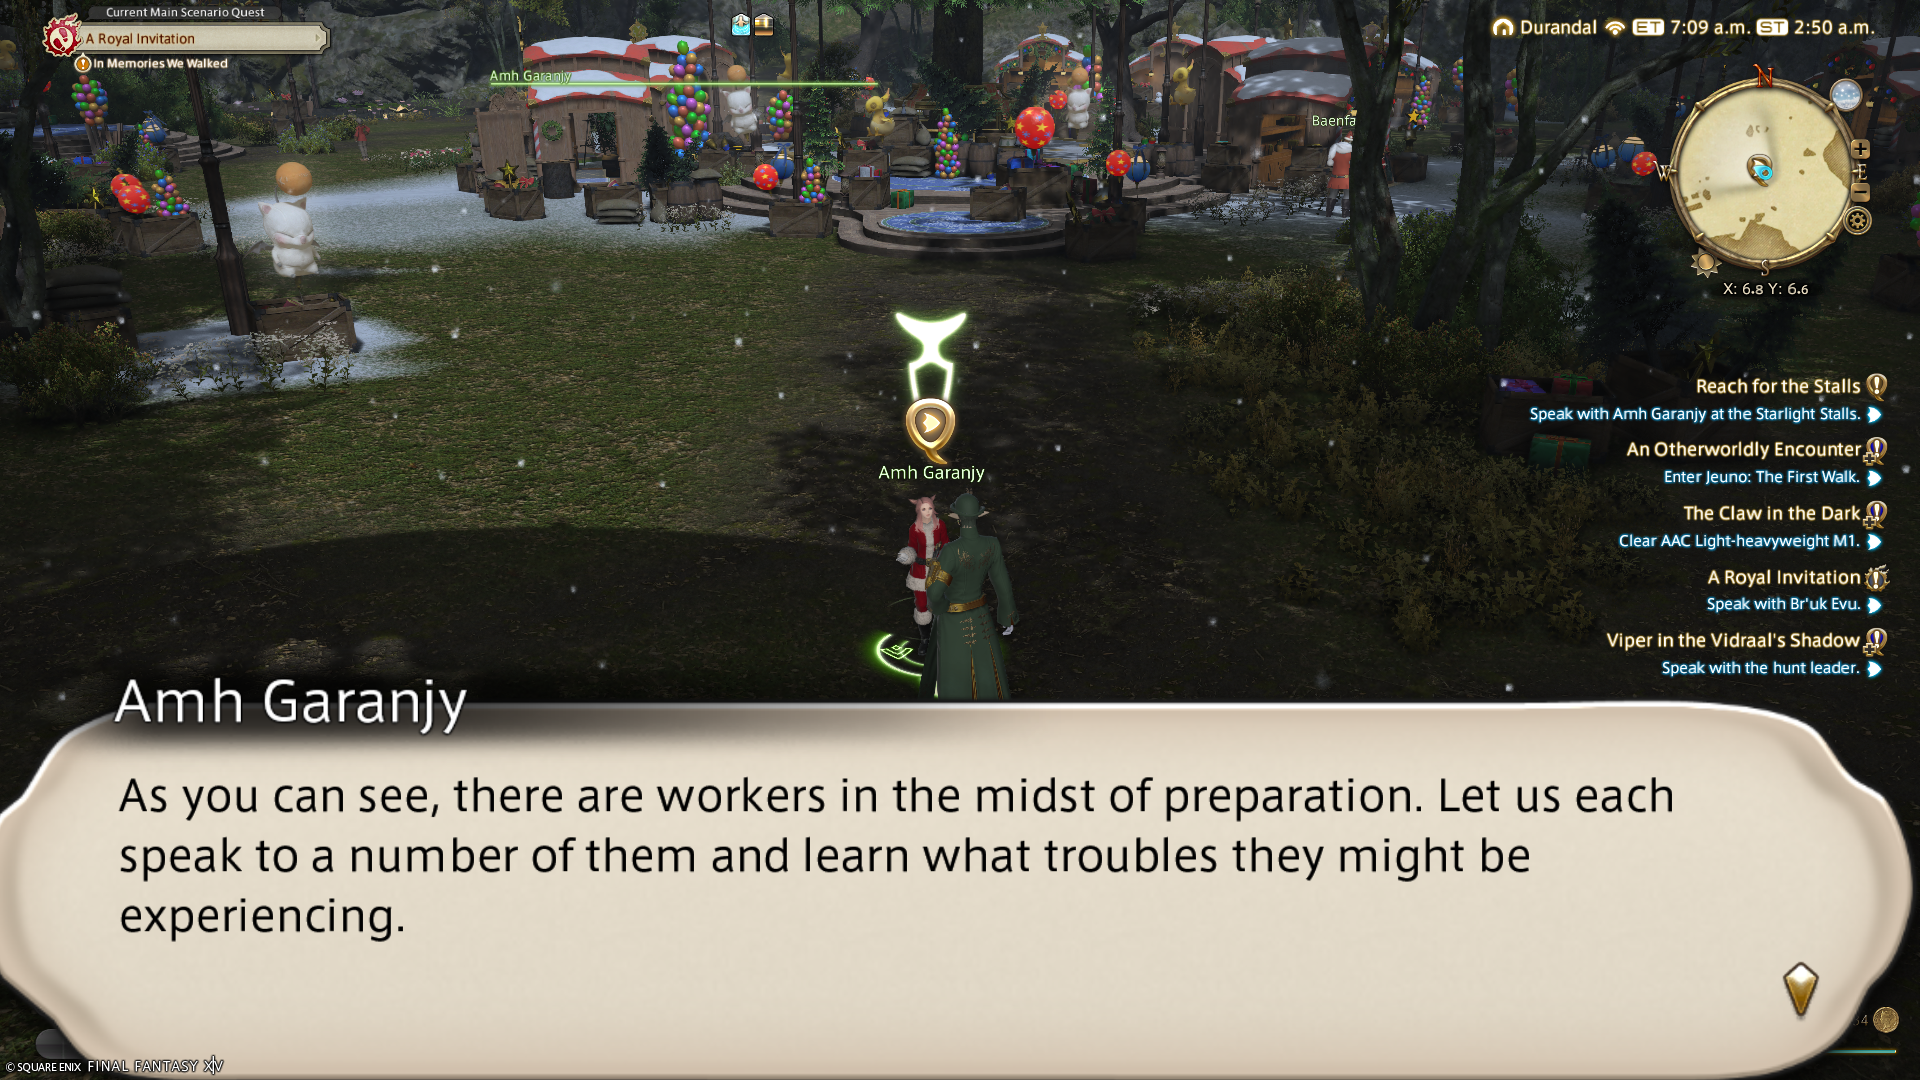 Current Main Scenario Quest
A Royal Invitation
In Memories We Walked
Durandal ET 7:09 a.m. ST 2:50 a.m.
Amh Garanjy
Baenfa
N
W
E
S
X: 6.8 Y: 6.6
Reach for the Stalls
Speak with Amh Garanjy at the Starlight Stalls.
An Otherworldly Encounter
Enter Jeuno: The First Walk.
The Claw in the Dark
Clear AAC Light-heavyweight M1.
A Royal Invitation
Speak with Br'uk Evu.
Viper in the Vidraal's Shadow
Speak with the hunt leader.
Amh Garanjy
Amh Garanjy
As you can see, there are workers in the midst of preparation. Let us each
speak to a number of them and learn what troubles they might be
experiencing.
© SQUARE ENIX FINAL FANTASY XIV